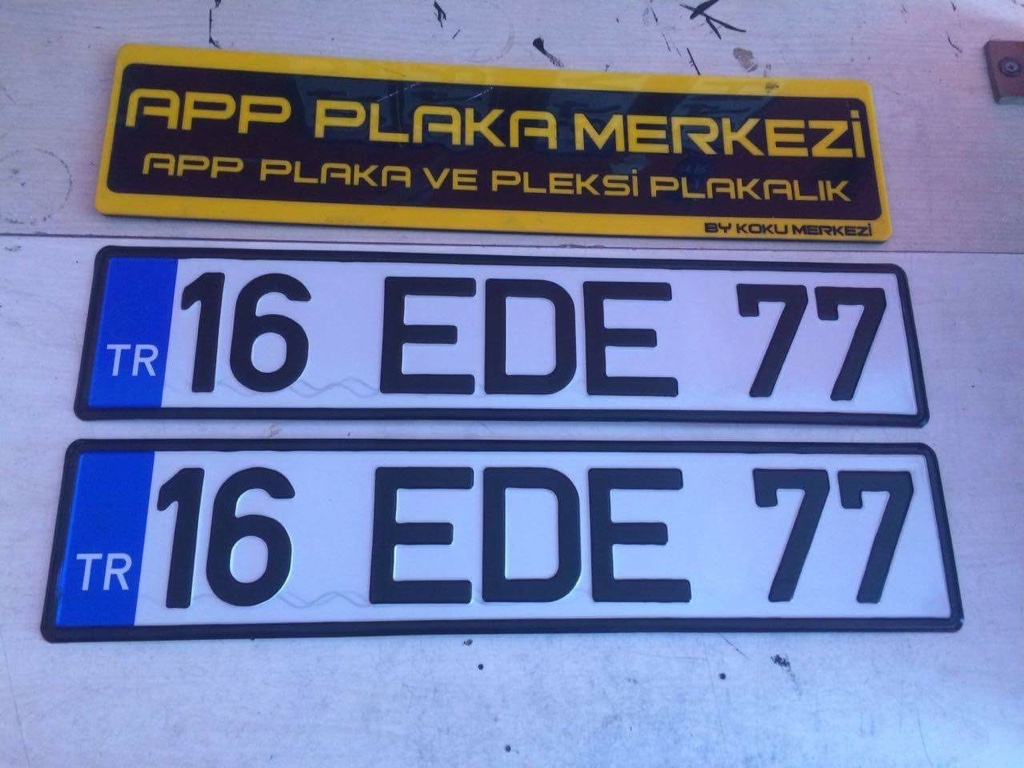 APP PLAKA MERKEZİ
APP PLAKA VE PLEKSİ PLAKALIK
BY KOKU MERKEZİ
TR 16 EDE 77
TR 16 EDE 77